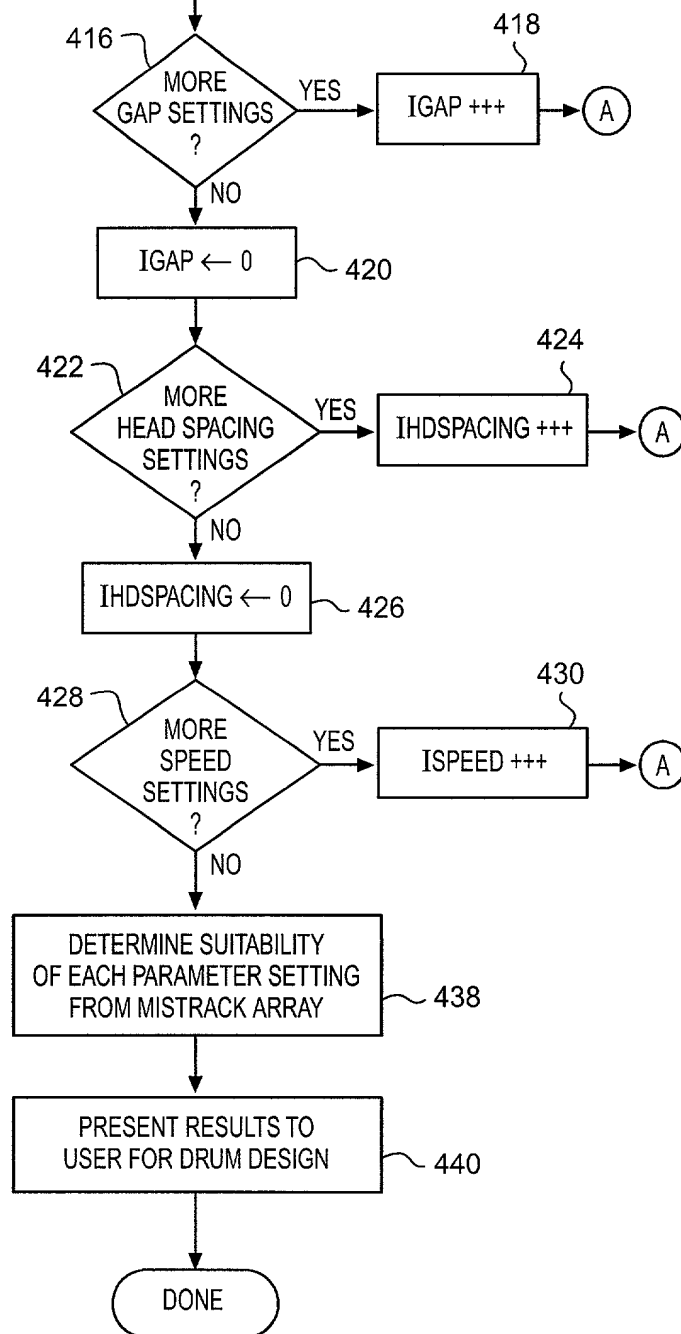 416
MORE
GAP SETTINGS
?
YES
418
IGAP +++
A
NO
IGAP ← 0
420
422
MORE
HEAD SPACING
SETTINGS
?
YES
424
IHDSPACING +++
A
NO
IHDSPACING ← 0
426
428
MORE
SPEED
SETTINGS
?
YES
430
ISPEED +++
A
NO
DETERMINE SUITABILITY
OF EACH PARAMETER SETTING
FROM MISTRACK ARRAY
438
PRESENT RESULTS TO
USER FOR DRUM DESIGN
440
DONE